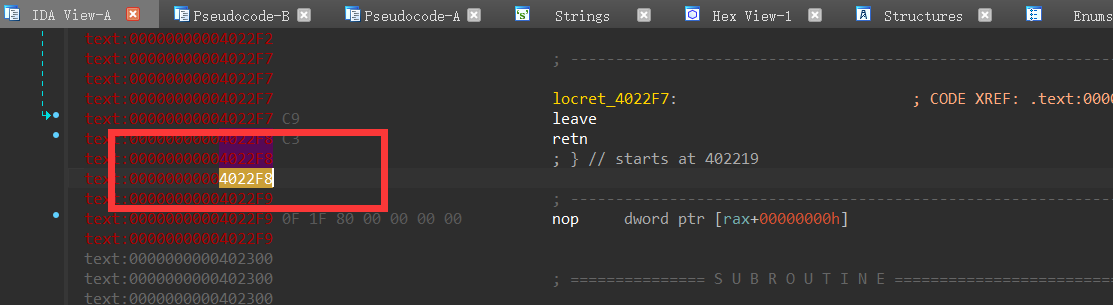 IDA View-A Pseudocode-B Pseudocode-A 's' Strings Hex View-1 Structures Enums
text:00000000004022F2
text:00000000004022F7 ; -----------------------------------------------------------------
text:00000000004022F7
text:00000000004022F7 locret_4022F7: ; CODE XREF: .text:0000
text:00000000004022F7 C9 leave
text:00000000004022F8 C3 retn
text:00000000004022F8 ; } // starts at 402219
text:00000000004022F8
text:00000000004022F9 ; -----------------------------------------------------------------
text:00000000004022F9 0F 1F 80 00 00 00 00 nop dword ptr [rax+00000000h]
text:00000000004022F9
text:0000000000402300
text:0000000000402300 ; =============== S U B R O U T I N E =======================
text:0000000000402300